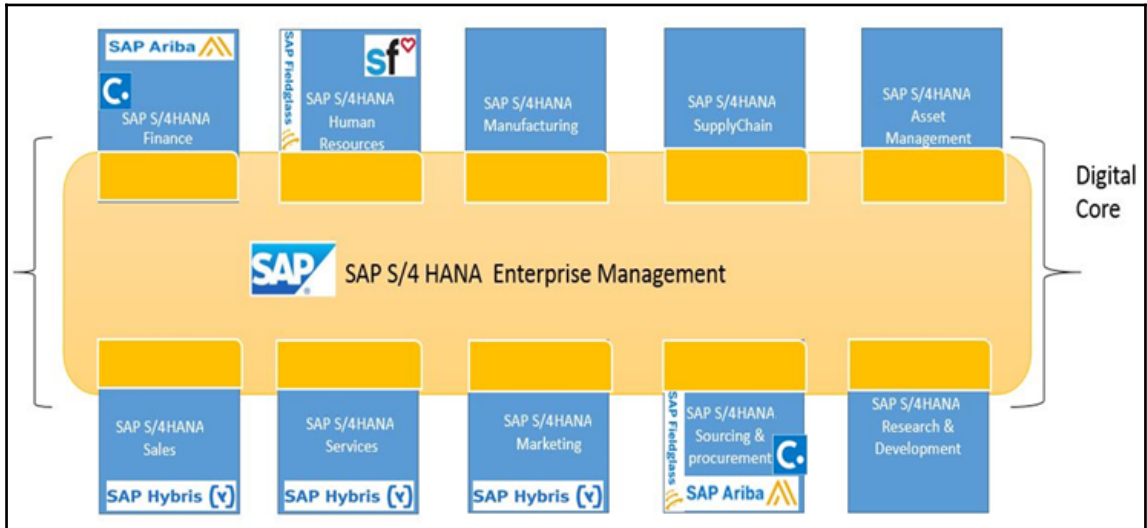 SAP Ariba
C.
SAP S/4HANA
Finance
SAP Fieldglass
sf
SAP S/4HANA
Human
Resources
SAP S/4HANA
Manufacturing
SAP S/4HANA
SupplyChain
SAP S/4HANA
Asset
Management
Digital
Core
SAP
SAP S/4 HANA Enterprise Management
SAP S/4HANA
Sales
SAP Hybris
SAP S/4HANA
Services
SAP Hybris
SAP S/4HANA
Marketing
SAP Hybris
SAP Fieldglass
SAP S/4HANA
Sourcing &
procurement
C.
SAP Ariba
SAP S/4HANA
Research &
Development